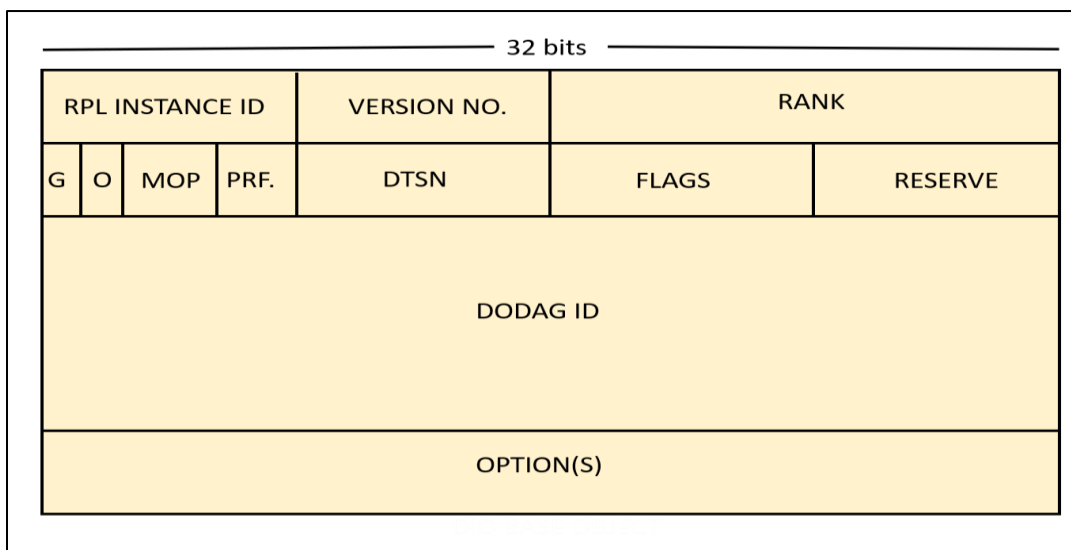 32 bits
RPL INSTANCE ID VERSION NO. RANK
G O MOP PRF. DTSN FLAGS RESERVE
DODAG ID
OPTION(S)